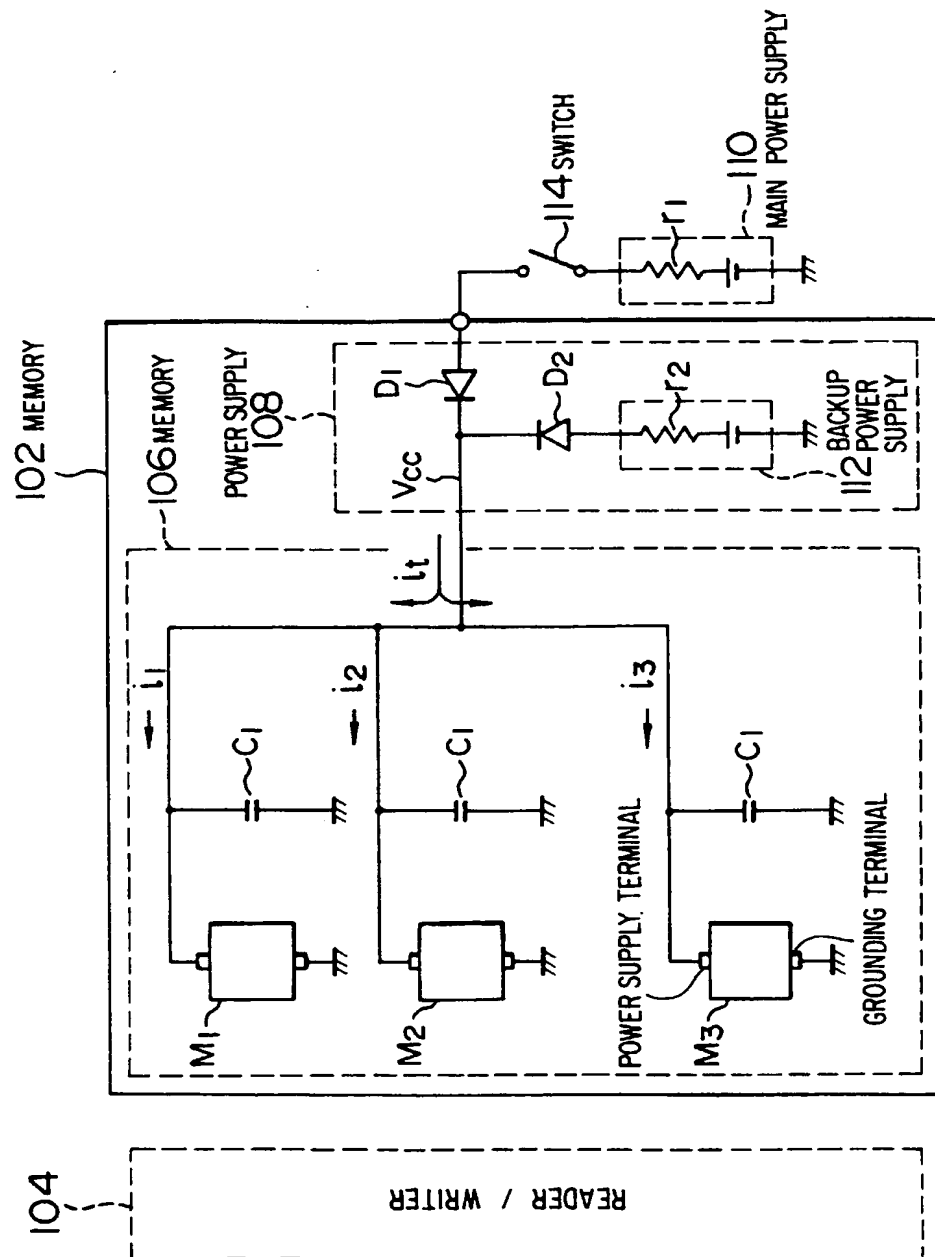 102 MEMORY
106 MEMORY
POWER SUPPLY
108
114 SWITCH
r1
110
MAIN POWER SUPPLY
D1
D2
r2
Vcc
112
BACKUP
POWER
SUPPLY
it
i1
i2
i3
C1
C1
C1
M1
M2
M3
POWER SUPPLY. TERMINAL
GROUNDING TERMINAL
104
READER / WRITER